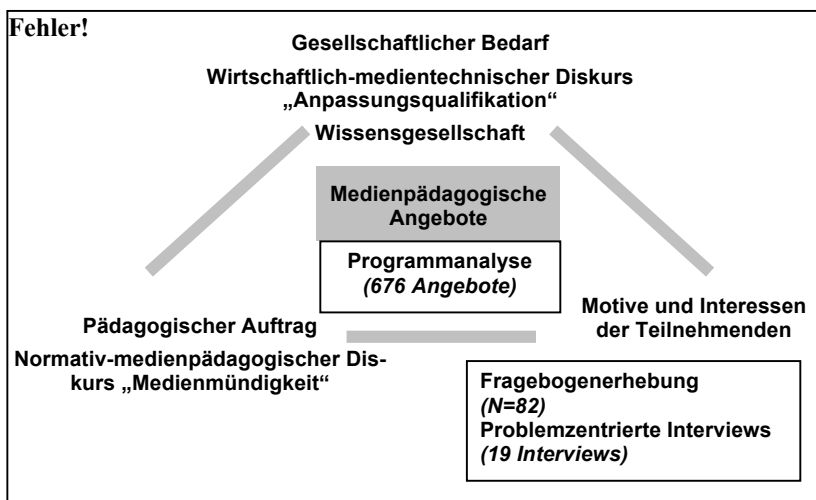 Fehler!
Gesellschaftlicher Bedarf
Wirtschaftlich-medientechnischer Diskurs
„Anpassungsqualifikation“
Wissensgesellschaft
Medienpädagogische
Angebote
Programmanalyse
(676 Angebote)
Pädagogischer Auftrag
Normativ-medienpädagogischer Dis-
kurs „Medienmündigkeit“
Motive und Interessen
der Teilnehmenden
Fragebogenerhebung
(N=82)
Problemzentrierte Interviews
(19 Interviews)